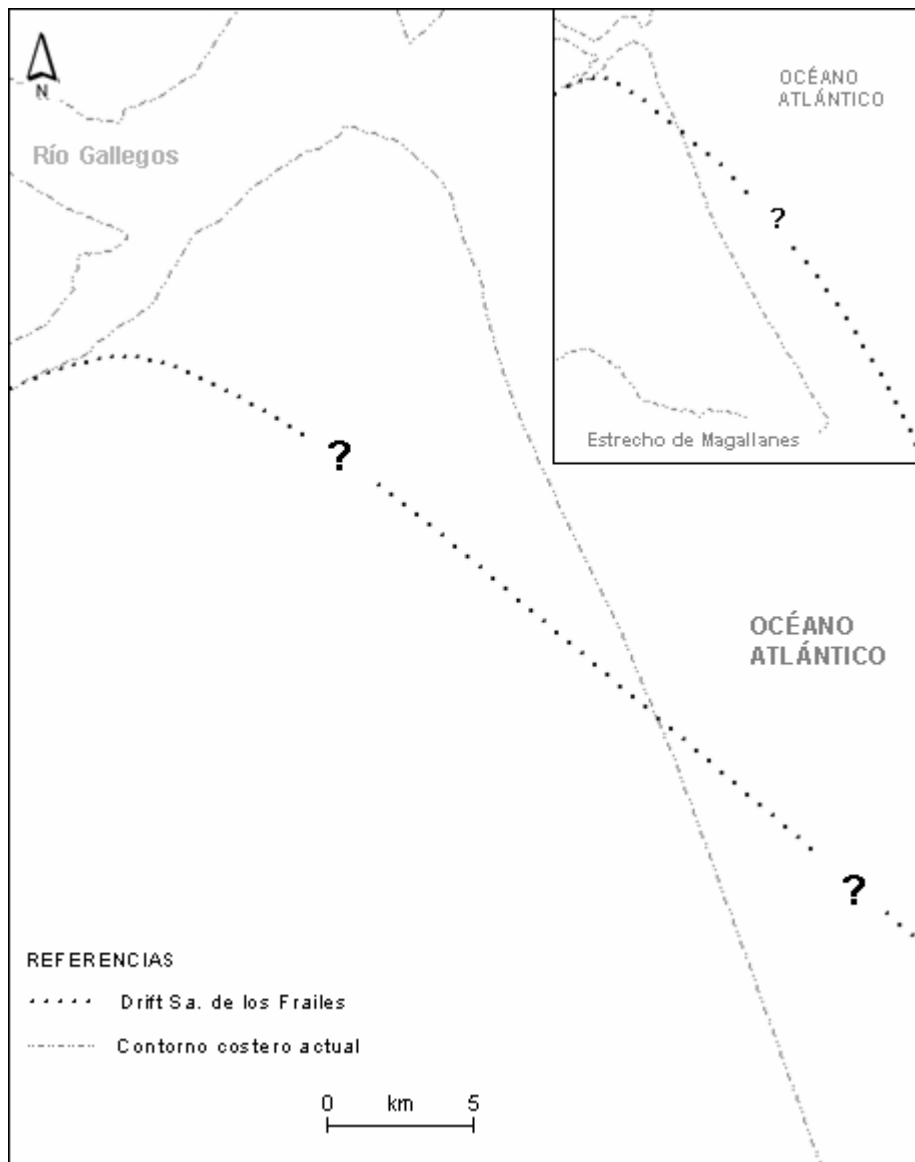 N
Río Gallegos
OCÉANO
ATLÁNTICO
?
Estrecho de Magallanes
?
OCÉANO
ATLÁNTICO
?
REFERENCIAS
Drift Sa. de los Frailes
Contorno costero actual
0 km 5